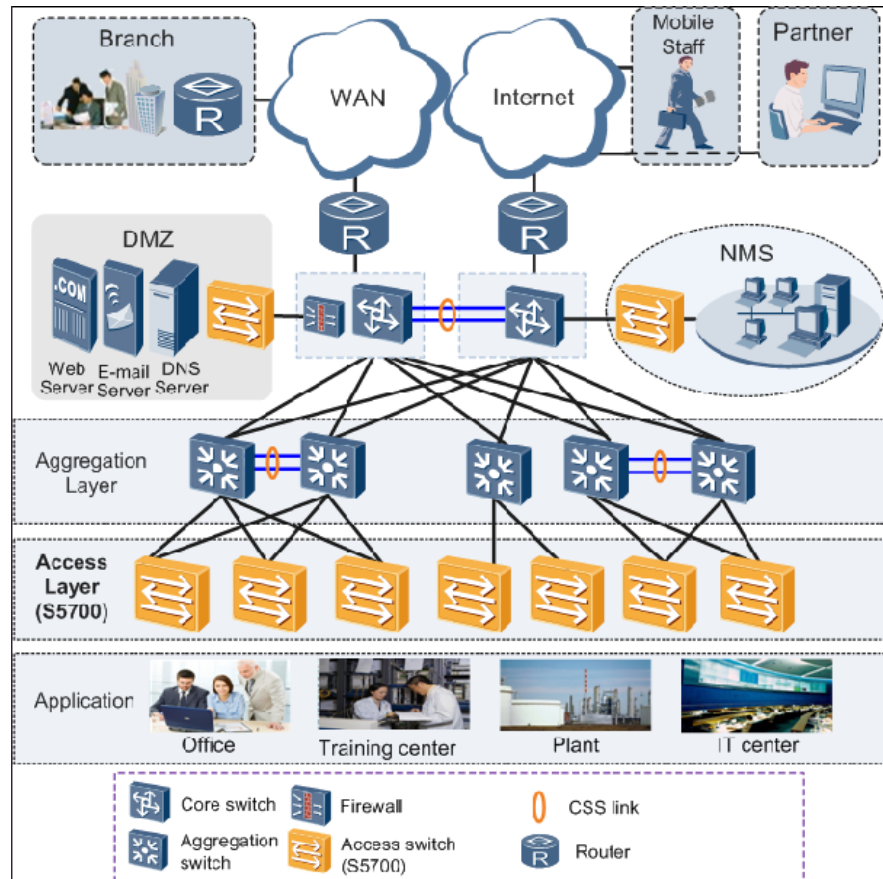 Branch
WAN
Internet
Mobile
Staff
Partner
R
R
R
DMZ
.COM
Web
Server
E-mail
Server
DNS
Server
NMS
Aggregation
Layer
Access
Layer
(S5700)
Application
Office
Training center
Plant
IT center
Core switch
Firewall
CSS link
Aggregation
switch
Access switch
(S5700)
R
Router